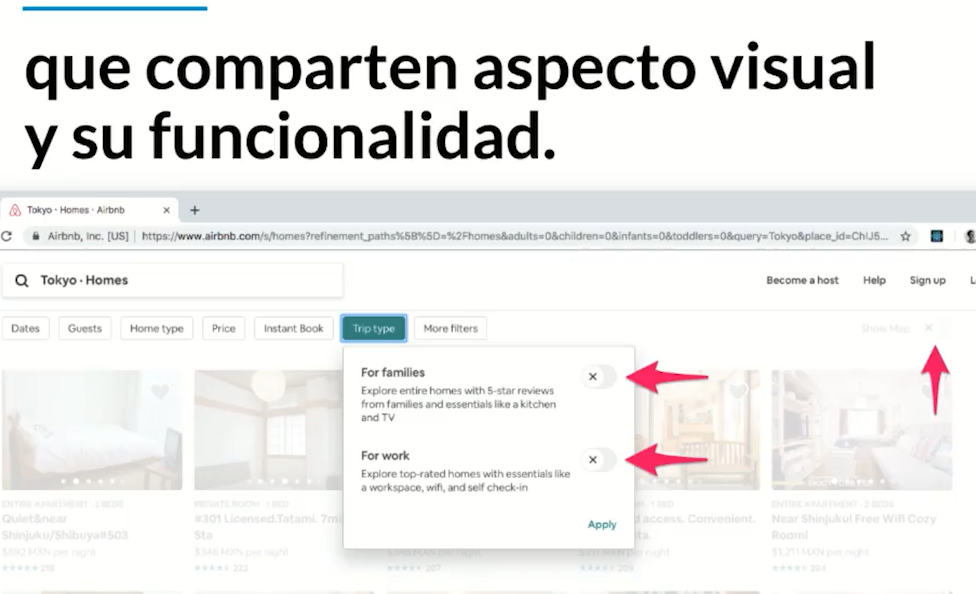 que comparten aspecto visual
y su funcionalidad.
Tokyo · Homes · Airbnb
Airbnb, Inc. [US] | https://www.airbnb.com/s/homes?refinement_paths%5B%5D=%2Fhomes&adults=0&children=0&infants=0&toddlers=0&query=Tokyo&place_id=ChIJ5...
Tokyo · Homes
Become a host Help Sign up
Dates Guests Home type Price Instant Book Trip type More filters Show Map
For families
Explore entire homes with 5-star reviews
from families and essentials like a kitchen
and TV
For work
Explore top-rated homes with essentials like
a workspace, wifi, and self check-in
Apply
ENTIRE APARTMENT · 2 BEDS
Quiet&near
Shinjuku/Shibuya#503
$892 MXN per night
218
PRIVATE ROOM · 1 BED
#301 Licensed.Tatami. 7mi
Sta
$346 MXN per night
222
207
1 BED
d access. Convenient.
ta.
MXN per night
209
ENTIRE APARTMENT · 2 BEDS
Near Shinjuku! Free Wifi Cozy
Room!
$1,211 MXN per night
204